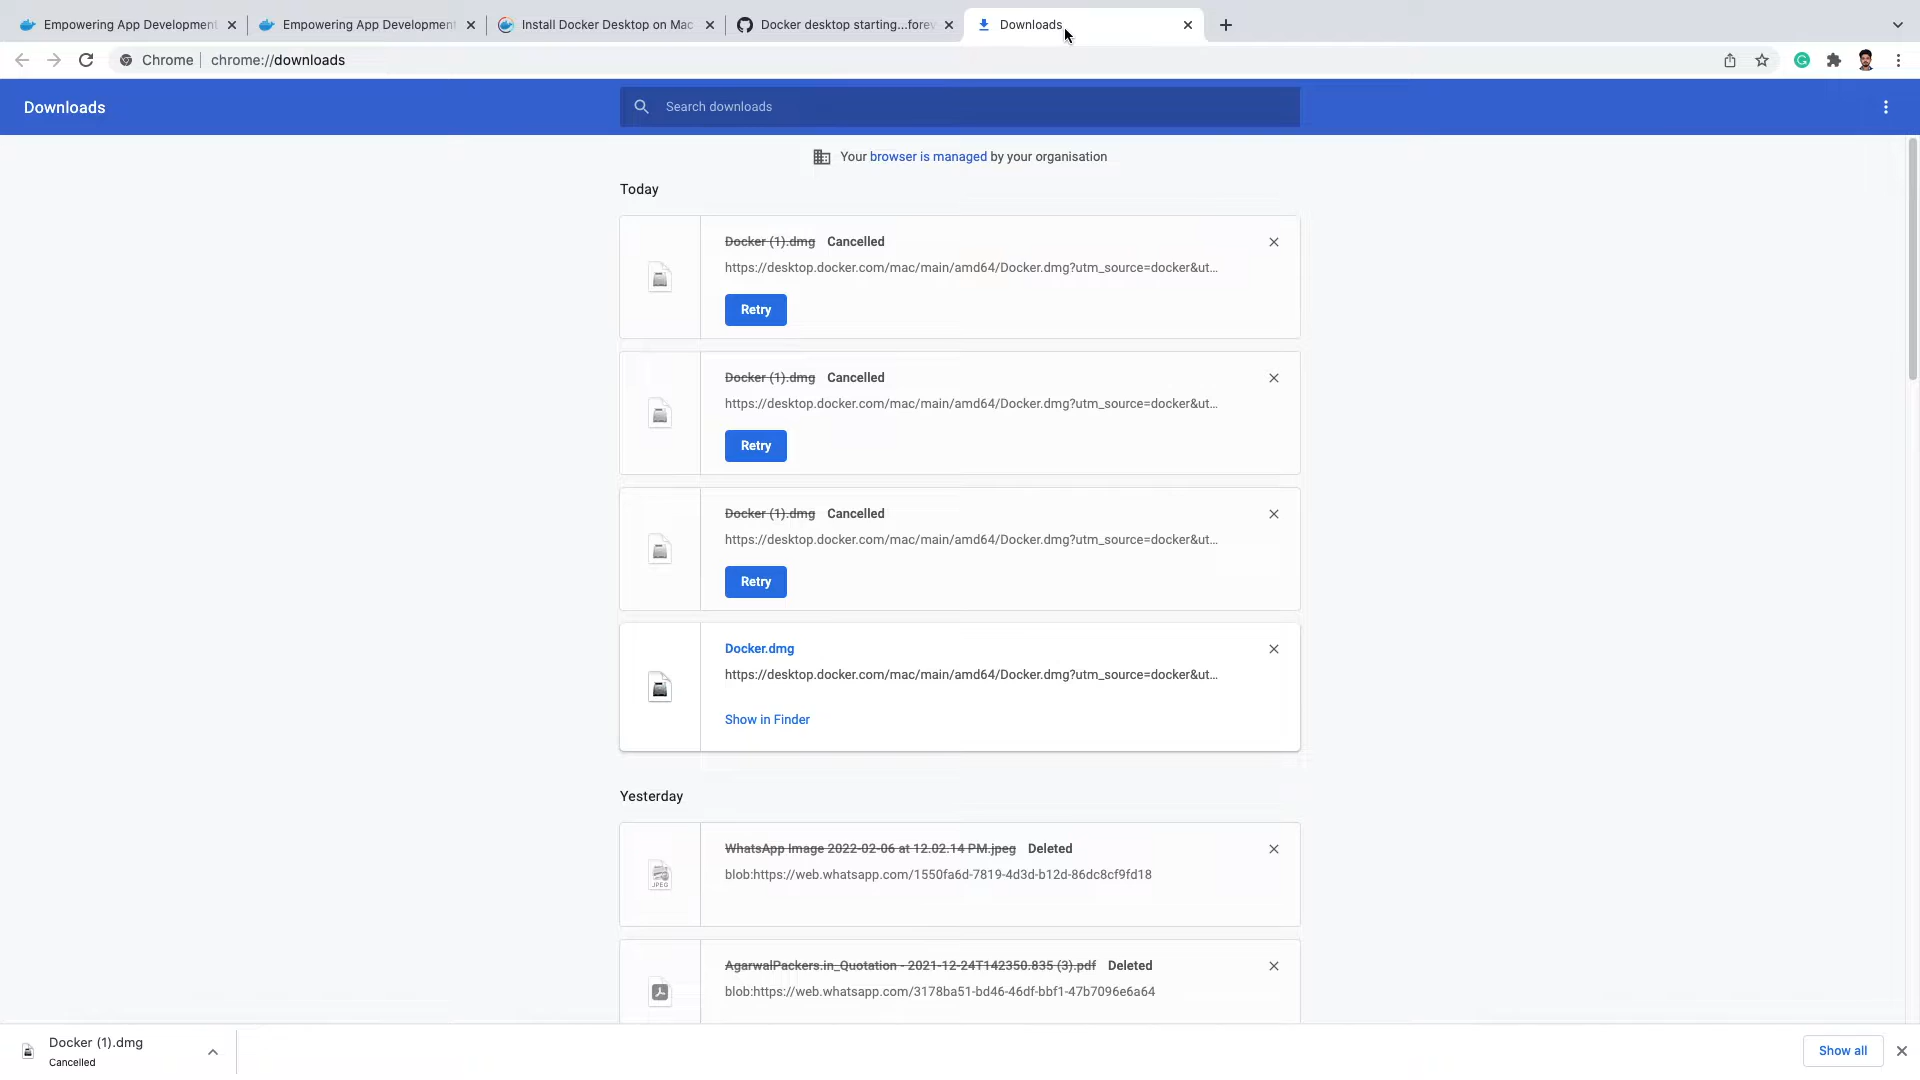 Empowering App Development
Empowering App Development
Install Docker Desktop on Mac
Docker desktop starting...forev
Downloads
Chrome
chrome://downloads
Downloads
Search downloads
Your browser is managed by your organisation
Today
Docker (1).dmg Cancelled
https://desktop.docker.com/mac/main/amd64/Docker.dmg?utm_source=docker&ut...
Retry
Docker (1).dmg Cancelled
https://desktop.docker.com/mac/main/amd64/Docker.dmg?utm_source=docker&ut...
Retry
Docker (1).dmg Cancelled
https://desktop.docker.com/mac/main/amd64/Docker.dmg?utm_source=docker&ut...
Retry
Docker.dmg
https://desktop.docker.com/mac/main/amd64/Docker.dmg?utm_source=docker&ut...
Show in Finder
Yesterday
WhatsApp Image 2022-02-06 at 12.02.14 PM.jpeg Deleted
JPEG
blob:https://web.whatsapp.com/1550fa6d-7819-4d3d-b12d-86dc8cf9fd18
AgarwalPackers.in_Quotation - 2021-12-24T142350.835 (3).pdf Deleted
blob:https://web.whatsapp.com/3178ba51-bd46-46df-bbf1-47b7096e6a64
Docker (1).dmg
Cancelled
Show all